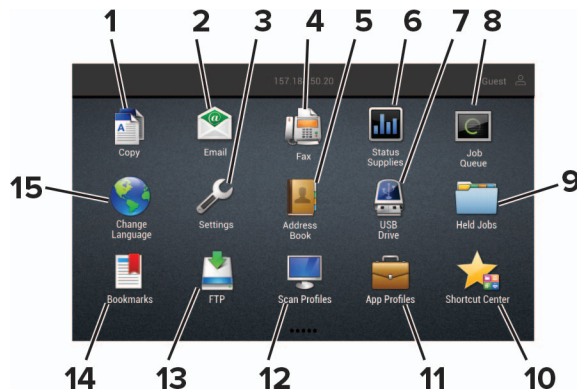 1 2 3 4 5 6 7 8
Guest
Copy Email Fax Status Supplies Job Queue
15 9
Change Language Settings Address Book USB Drive Held Jobs
Bookmarks FTP Scan Profiles App Profiles Shortcut Center
14 13 12 11 10